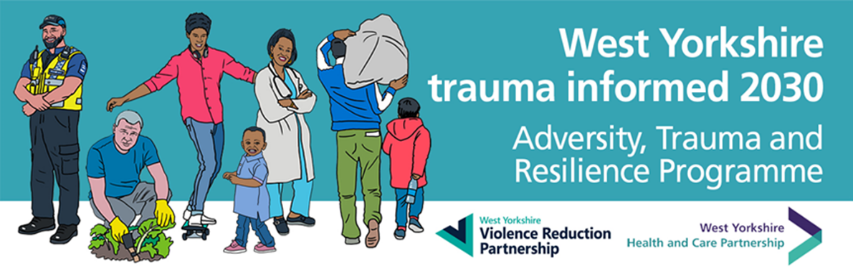 West Yorkshire
trauma informed 2030
Adversity, Trauma and
Resilience Programme
West Yorkshire
Violence Reduction
Partnership
West Yorkshire
Health and Care Partnership